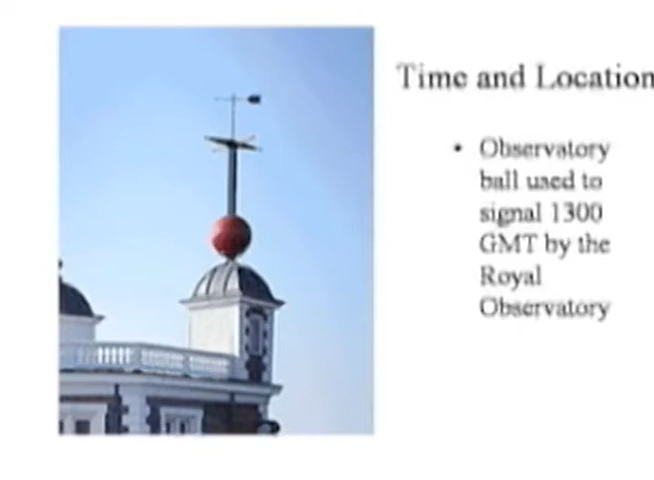 Time and Location
• Observatory
ball used to
signal 1300
GMT by the
Royal
Observatory